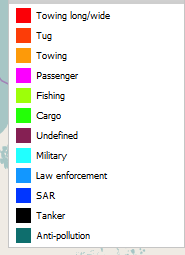 Towing long/wide
Tug
Towing
Passenger
Fishing
Cargo
Undefined
Military
Law enforcement
SAR
Tanker
Anti-pollution